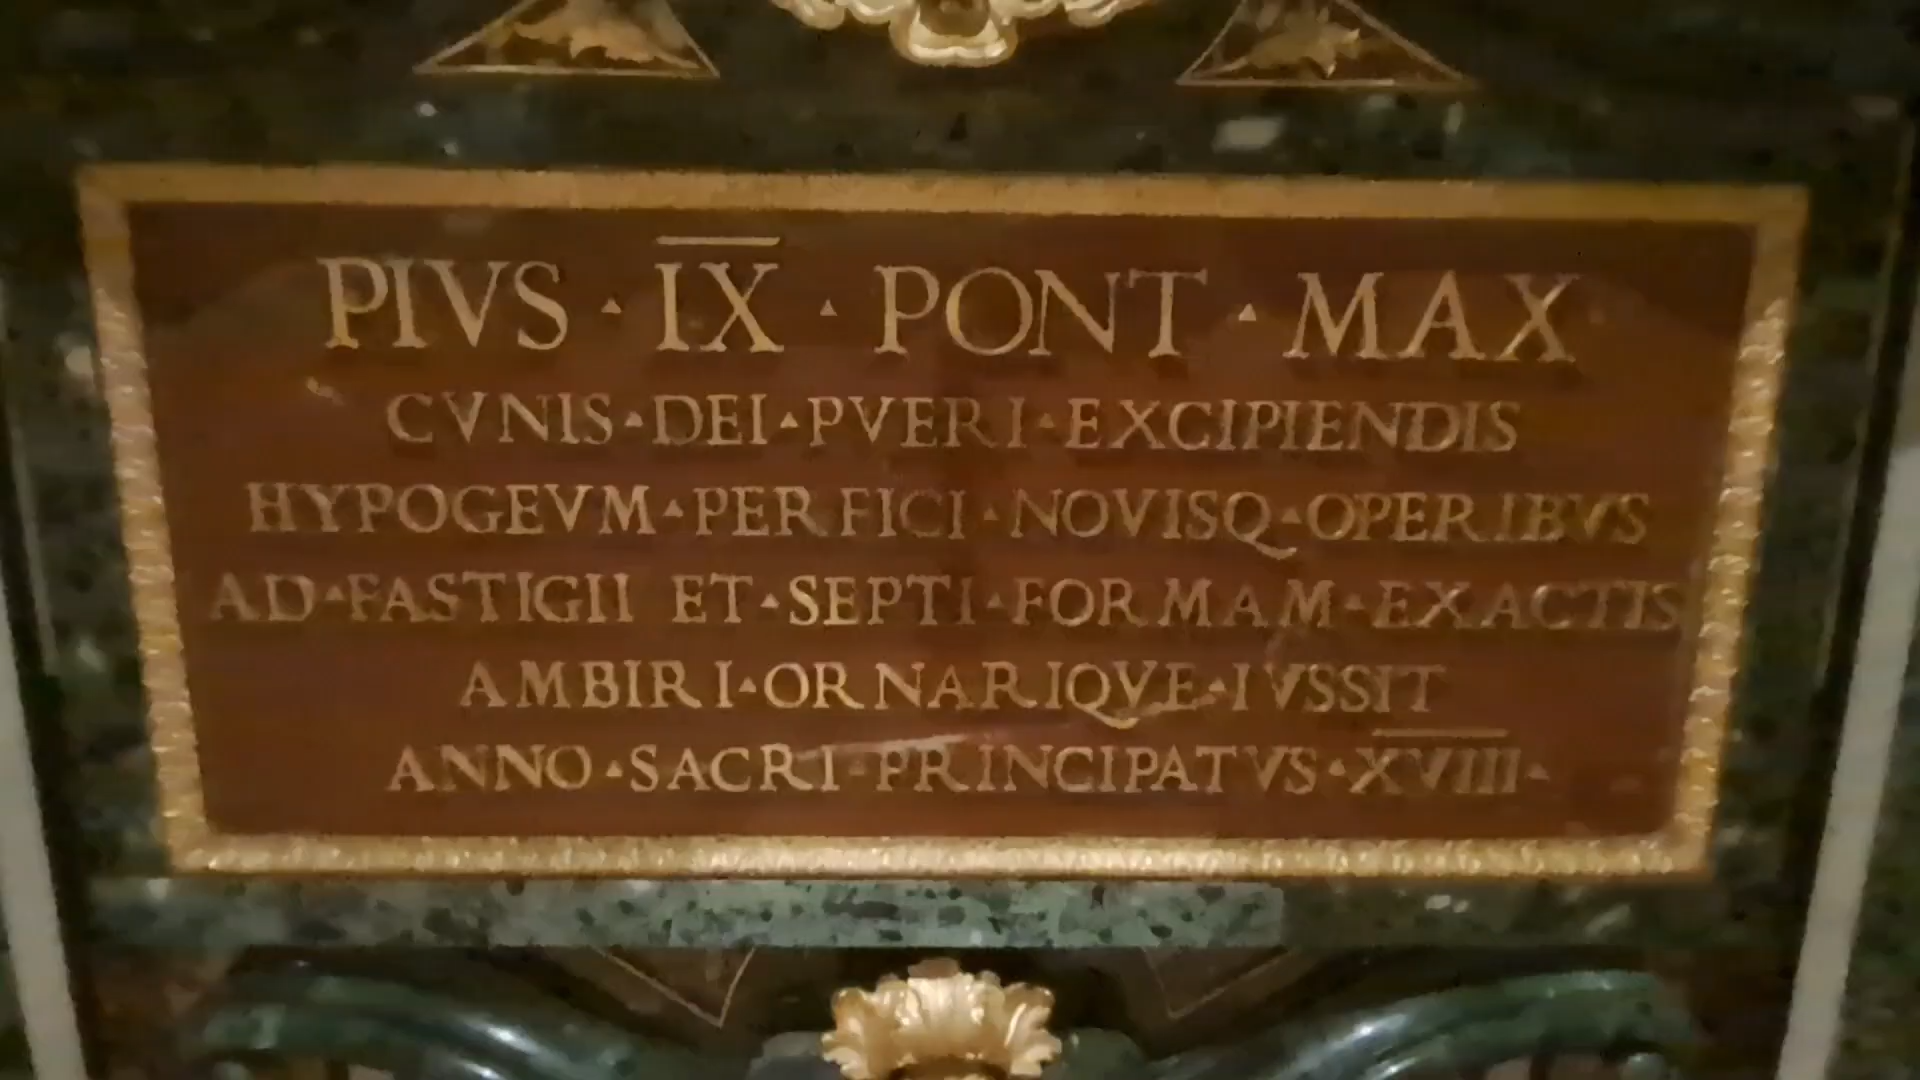 PIVS · IX · PONT · MAX
CVNIS · DEI · PVERI · EXCIPIENDIS
HYPOGEVM · PERFICI · NOVISQ · OPERIBVS
AD · FASTIGII ET · SEPTI · FORMAM · EXACTIS
AMBIRI · ORNARIQVE · IVSSIT
ANNO · SACRI · PRINCIPATVS · XVIIII ·